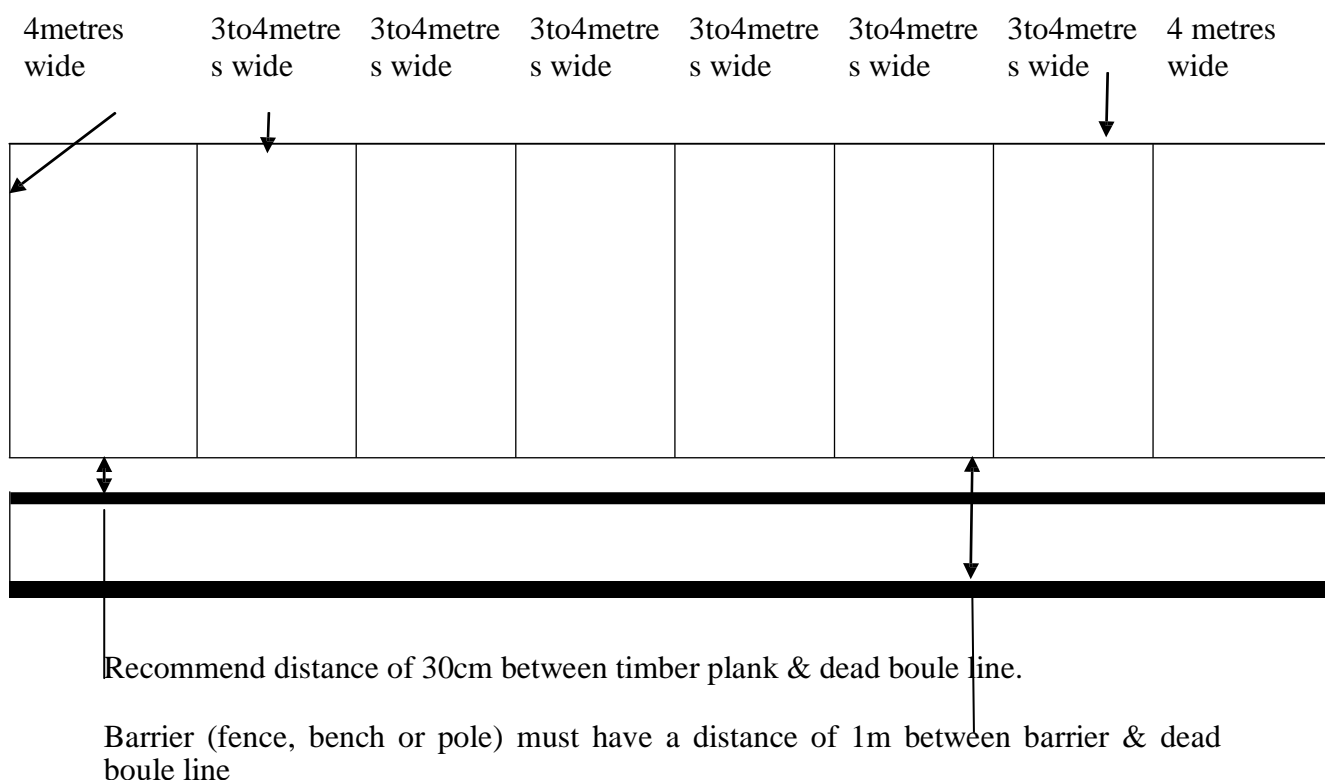 4metres wide
3to4metre s wide
3to4metre s wide
3to4metre s wide
3to4metre s wide
3to4metre s wide
3to4metre s wide
4 metres wide
Recommend distance of 30cm between timber plank & dead boule line.
Barrier (fence, bench or pole) must have a distance of 1m between barrier & dead
boule line